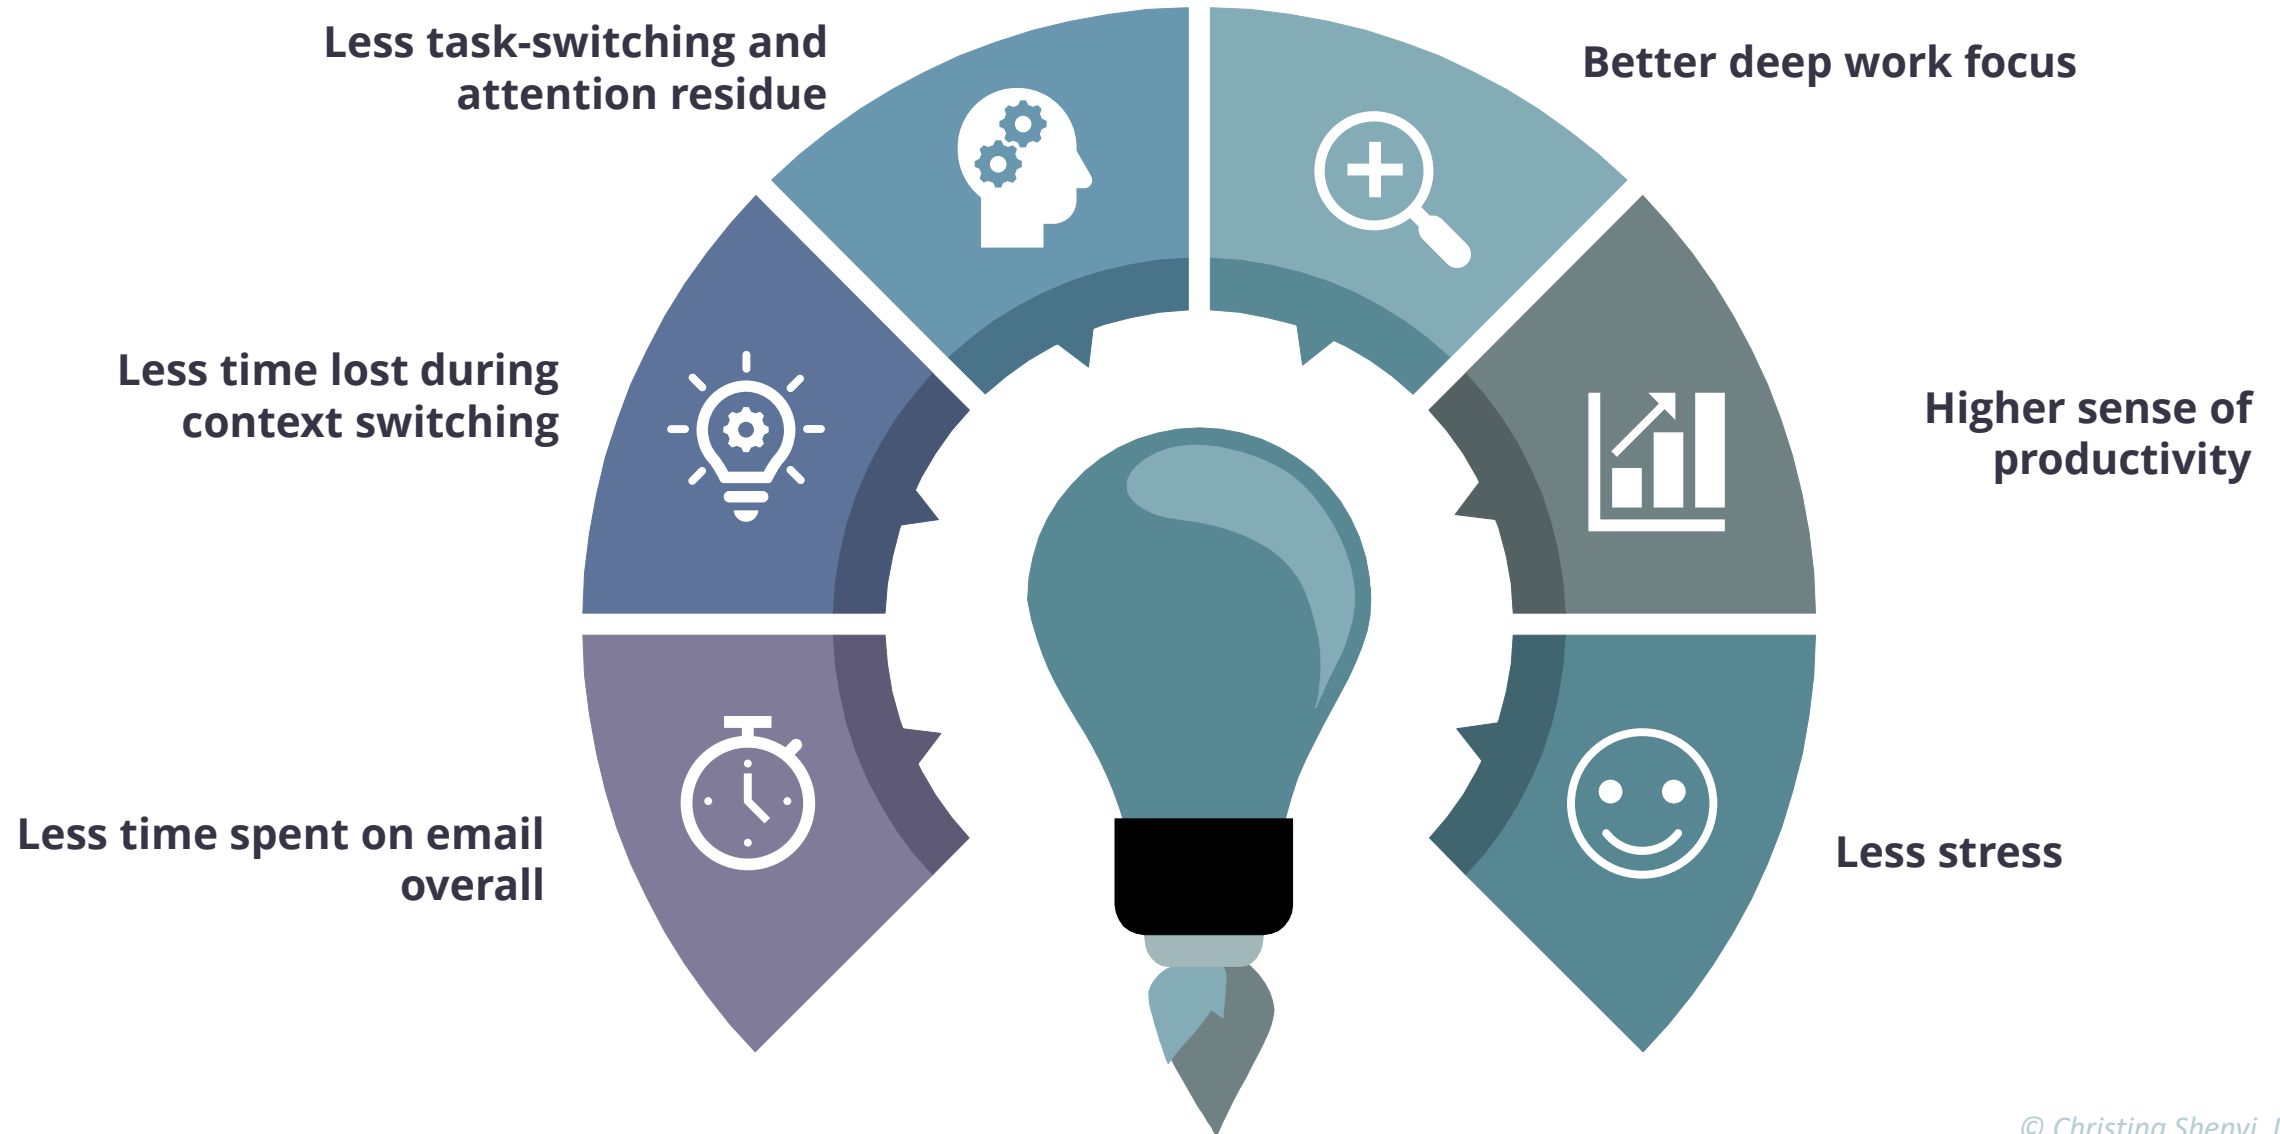 Less task-switching and
attention residue
Better deep work focus
Less time lost during
context switching
Higher sense of
productivity
Less time spent on email
overall
Less stress
© Christina Shenvi,